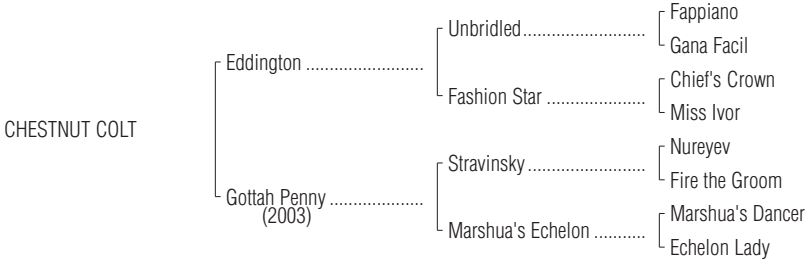 Fappiano
Unbridled..........................
Gana Facil
Eddington .........................
Chief's Crown
Fashion Star .....................
Miss Ivor
CHESTNUT COLT
Nureyev
Stravinsky.........................
Fire the Groom
Gottah Penny ....................
(2003)
Marshua's Dancer
Marshua's Echelon ...........
Echelon Lady